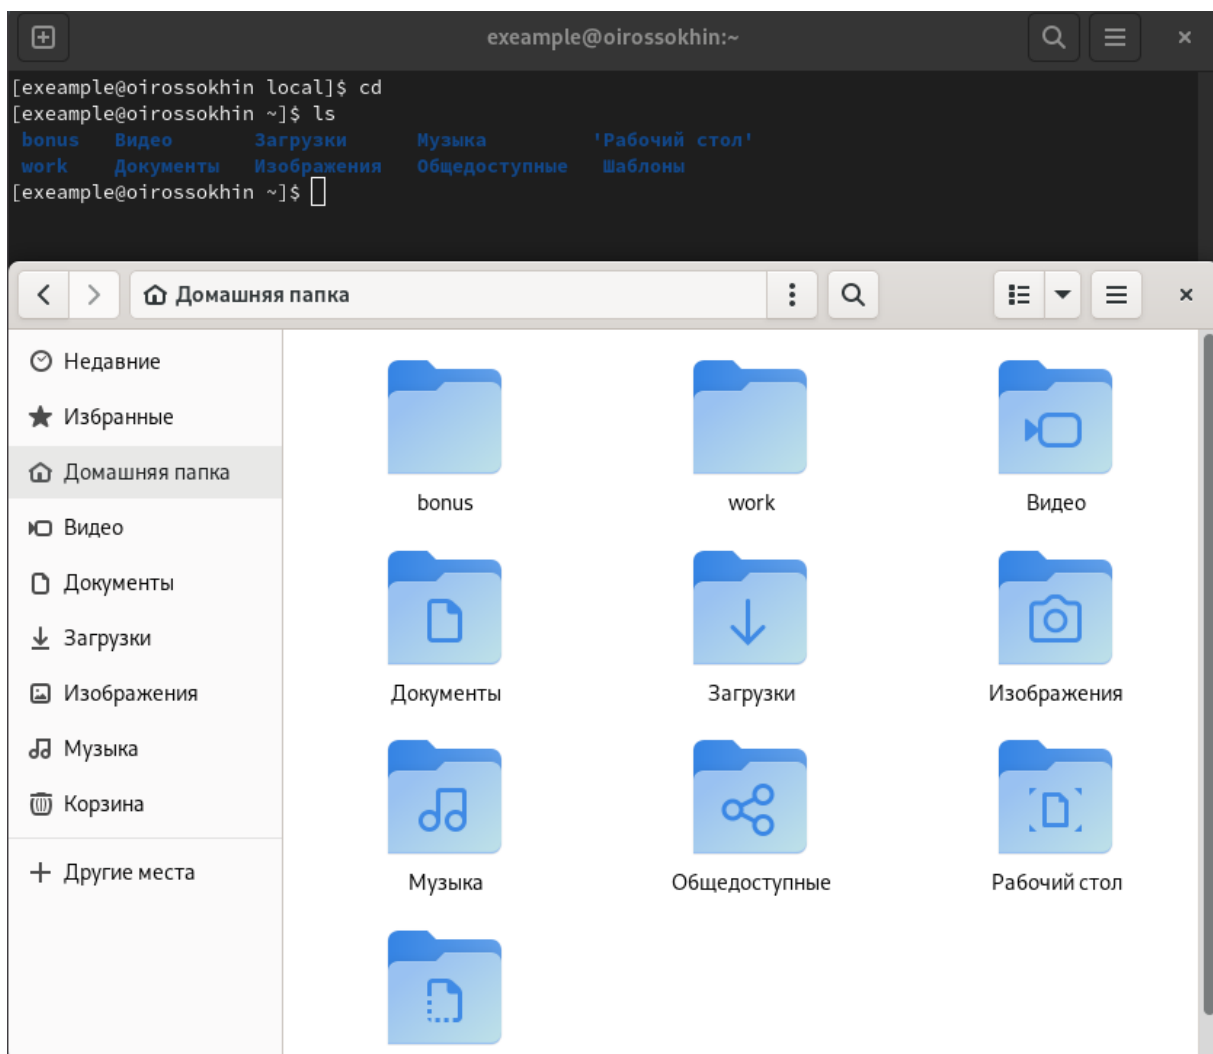 exeample@oirossokhin:~
[exeample@oirossokhin local]$ cd
[exeample@oirossokhin ~]$ ls
bonus Видео Загрузки Музыка 'Рабочий стол'
work Документы Изображения Общедоступные Шаблоны
[exeample@oirossokhin ~]$
Домашняя папка
Недавние
Избранные
Домашняя папка
Видео
Документы
Загрузки
Изображения
Музыка
Корзина
Другие места
bonus work Видео
Документы Загрузки Изображения
Музыка Общедоступные Рабочий стол